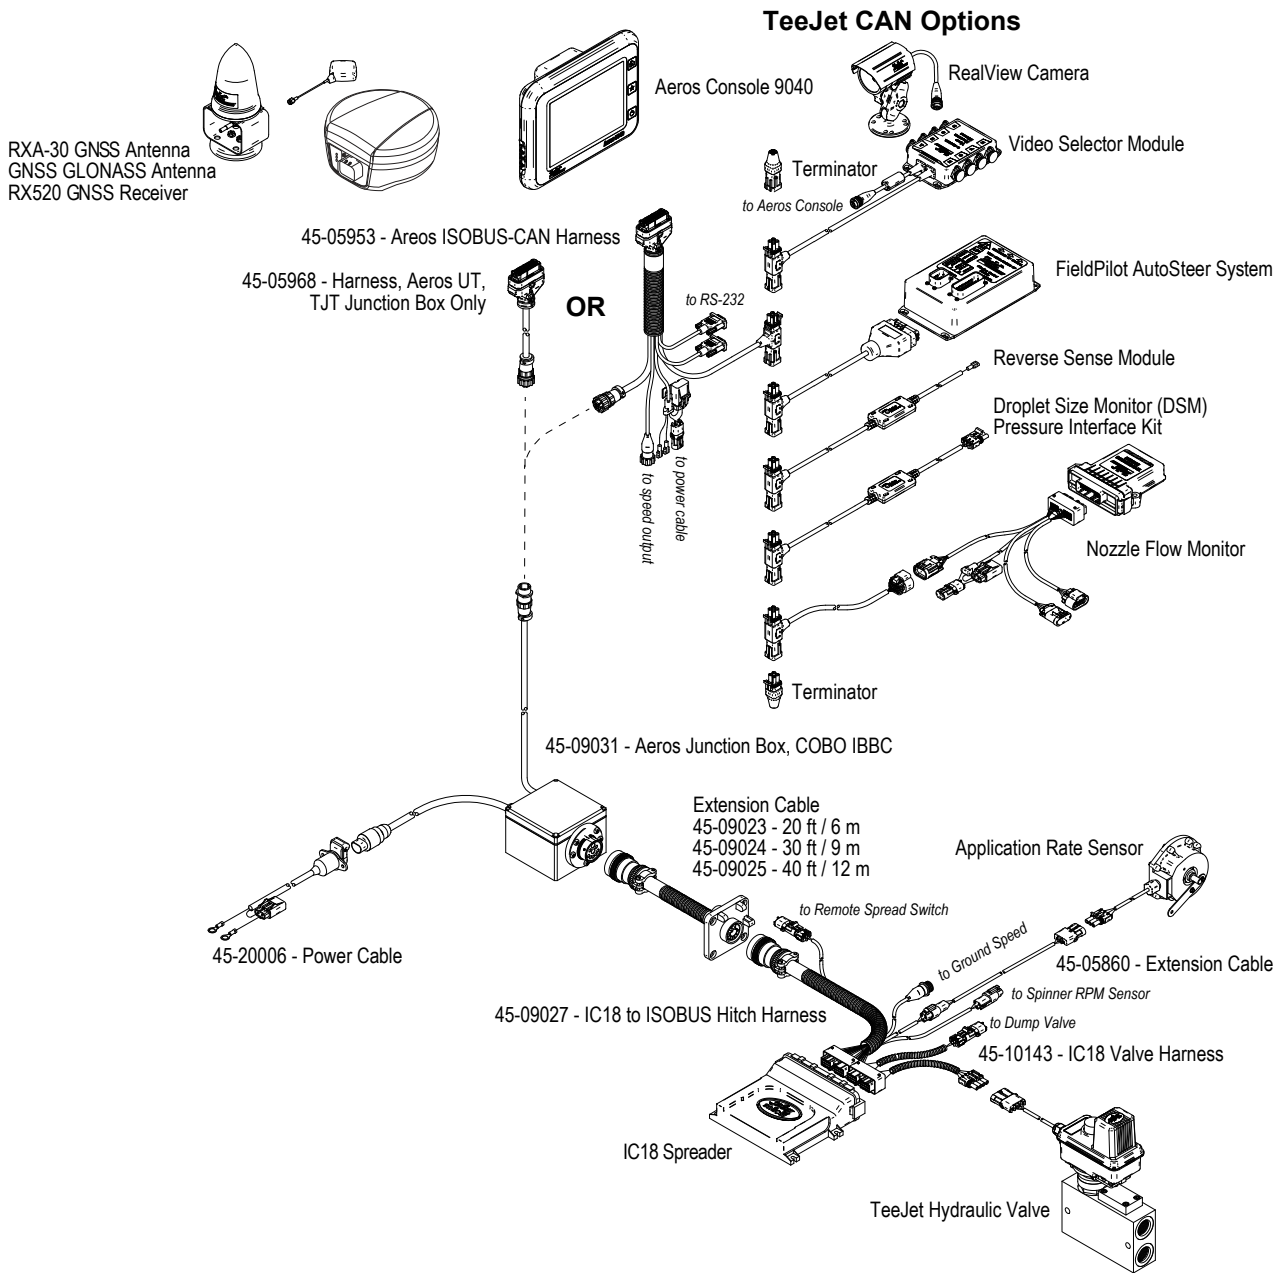 TeeJet CAN Options
RealView Camera
Aeros Console 9040
Video Selector Module
RXA-30 GNSS Antenna
GNSS GLONASS Antenna
RX520 GNSS Receiver
Terminator
to Aeros Console
45-05953 - Areos ISOBUS-CAN Harness
45-05968 - Harness, Aeros UT,
TJT Junction Box Only
OR
to RS-232
FieldPilot AutoSteer System
Reverse Sense Module
Droplet Size Monitor (DSM)
Pressure Interface Kit
to speed output
to power cable
Nozzle Flow Monitor
Terminator
45-09031 - Aeros Junction Box, COBO IBBC
Extension Cable
45-09023 - 20 ft / 6 m
45-09024 - 30 ft / 9 m
45-09025 - 40 ft / 12 m
Application Rate Sensor
to Remote Spread Switch
45-20006 - Power Cable
to Ground Speed
45-05860 - Extension Cable
to Spinner RPM Sensor
45-09027 - IC18 to ISOBUS Hitch Harness
to Dump Valve
45-10143 - IC18 Valve Harness
IC18 Spreader
TeeJet Hydraulic Valve